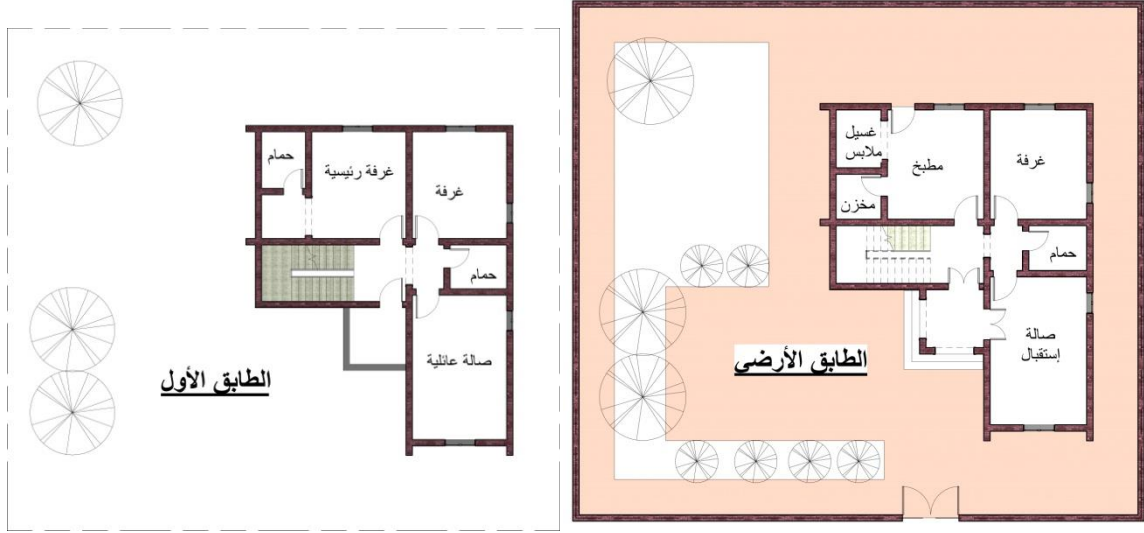 حمام
غرفة رئيسية
غرفة
حمام
صالة عائلية
الطابق الأول
غسيل
ملابس
مطبخ
غرفة
مخزن
حمام
صالة
إستقبال
الطابق الأرضي